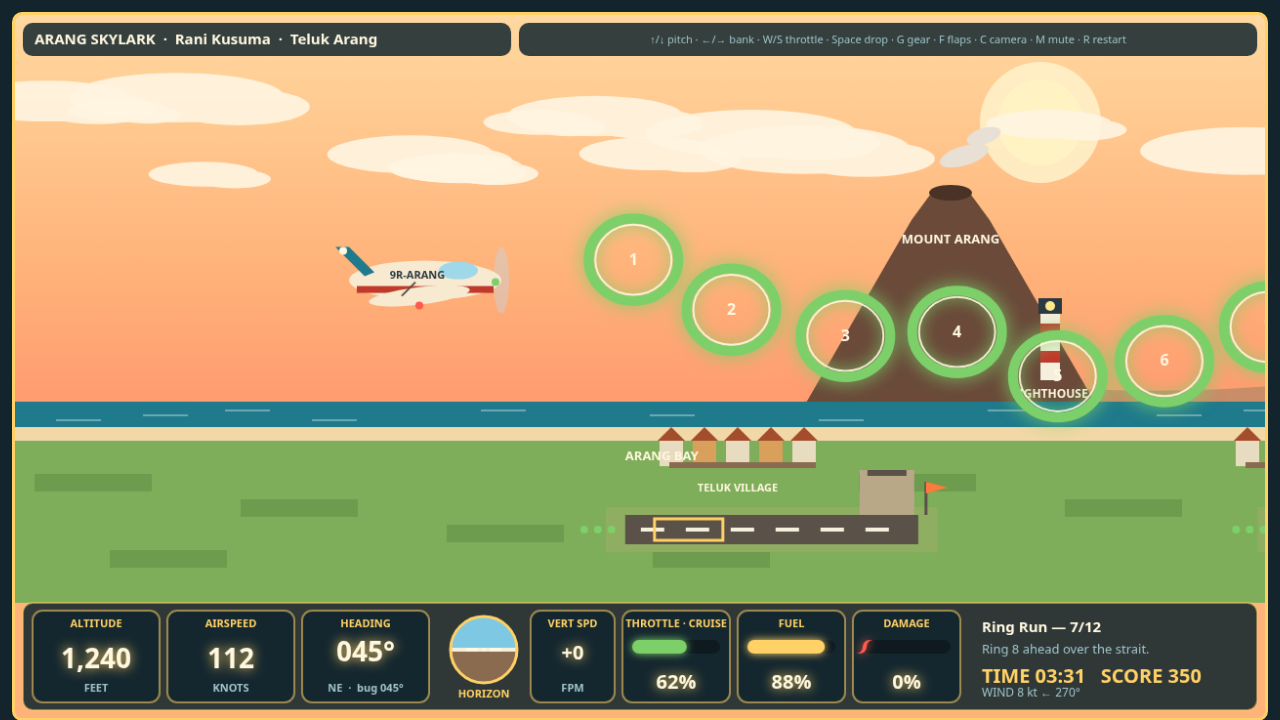 ARANG SKYLARK · Rani Kusuma · Teluk Arang
↑/↓ pitch · ←/→ bank · W/S throttle · Space drop · G gear · F flaps · C camera · M mute · R restart
MOUNT ARANG
9R-ARANG
1
2
3
4
5
6
GHTHOUSE
ARANG BAY
TELUK VILLAGE
ALTITUDE
1,240
FEET
AIRSPEED
112
KNOTS
HEADING
045°
NE · bug 045°
HORIZON
VERT SPD
+0
FPM
THROTTLE · CRUISE
62%
FUEL
88%
DAMAGE
0%
Ring Run — 7/12
Ring 8 ahead over the strait.
TIME 03:31 SCORE 350
WIND 8 kt ← 270°